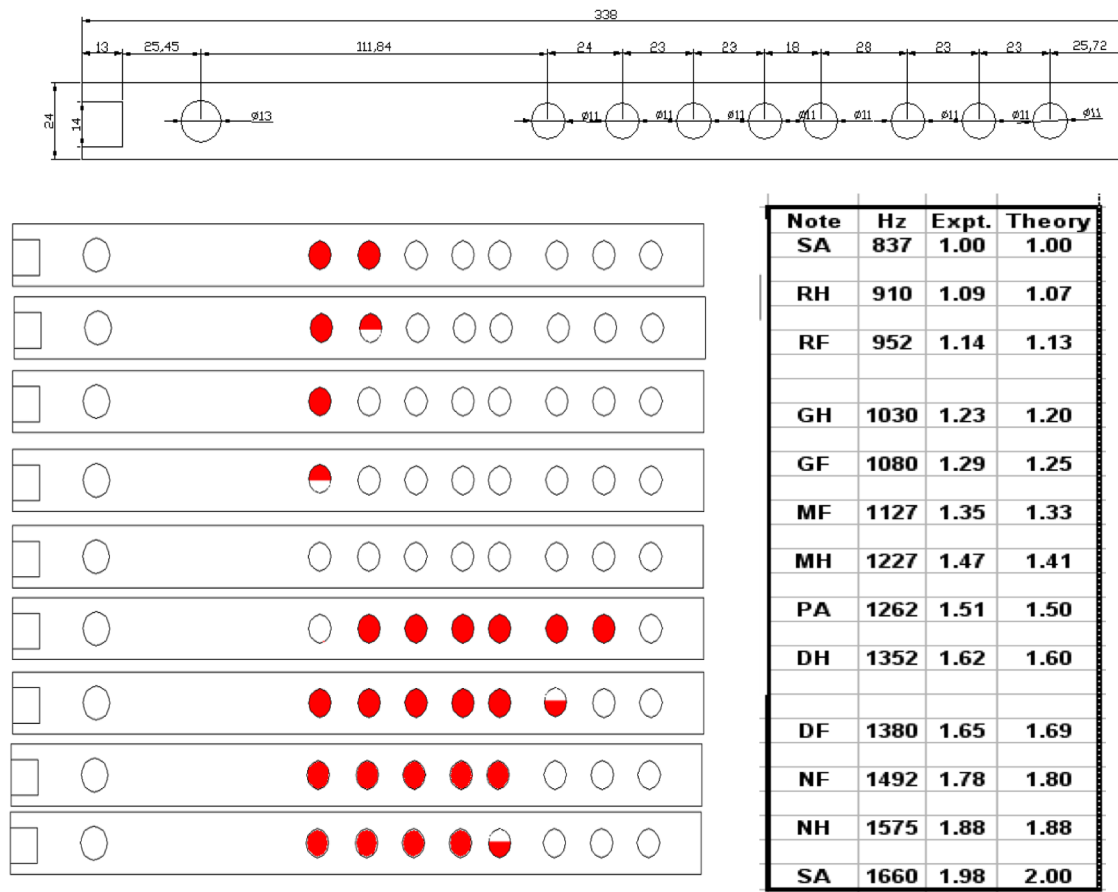 338
13 25,45 111,84 24 23 23 18 28 23 23 25,72
24 14 ø13 ø11 ø11 ø11 ø11 ø11 ø11 ø11 ø11
Note Hz Expt. Theory
SA 837 1.00 1.00
RH 910 1.09 1.07
RF 952 1.14 1.13
GH 1030 1.23 1.20
GF 1080 1.29 1.25
MF 1127 1.35 1.33
MH 1227 1.47 1.41
PA 1262 1.51 1.50
DH 1352 1.62 1.60
DF 1380 1.65 1.69
NF 1492 1.78 1.80
NH 1575 1.88 1.88
SA 1660 1.98 2.00